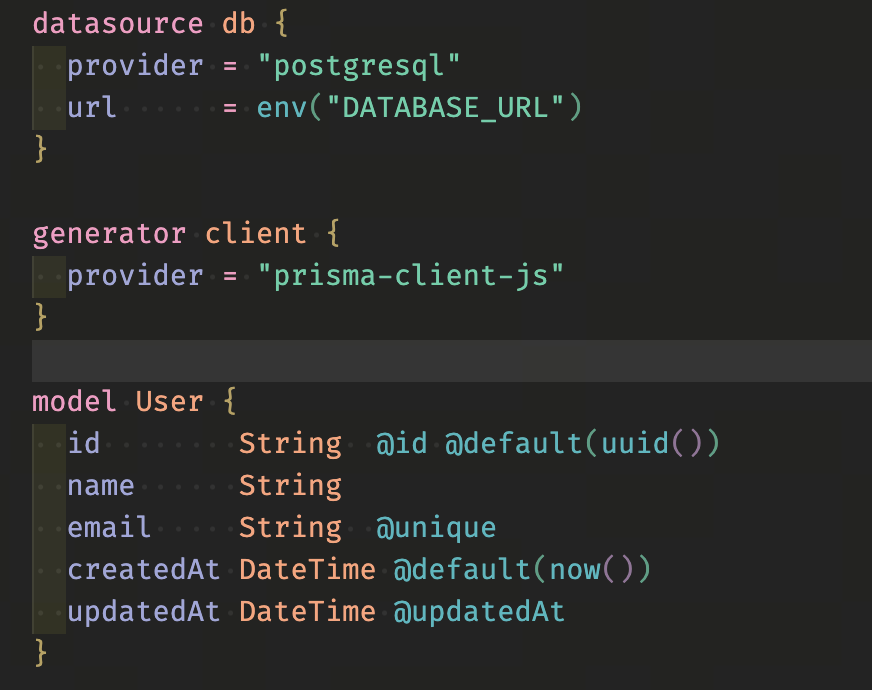 datasource db {
  provider = "postgresql"
  url      = env("DATABASE_URL")
}

generator client {
  provider = "prisma-client-js"
}

model User {
  id        String  @id @default(uuid())
  name      String
  email     String  @unique
  createdAt DateTime @default(now())
  updatedAt DateTime @updatedAt
}